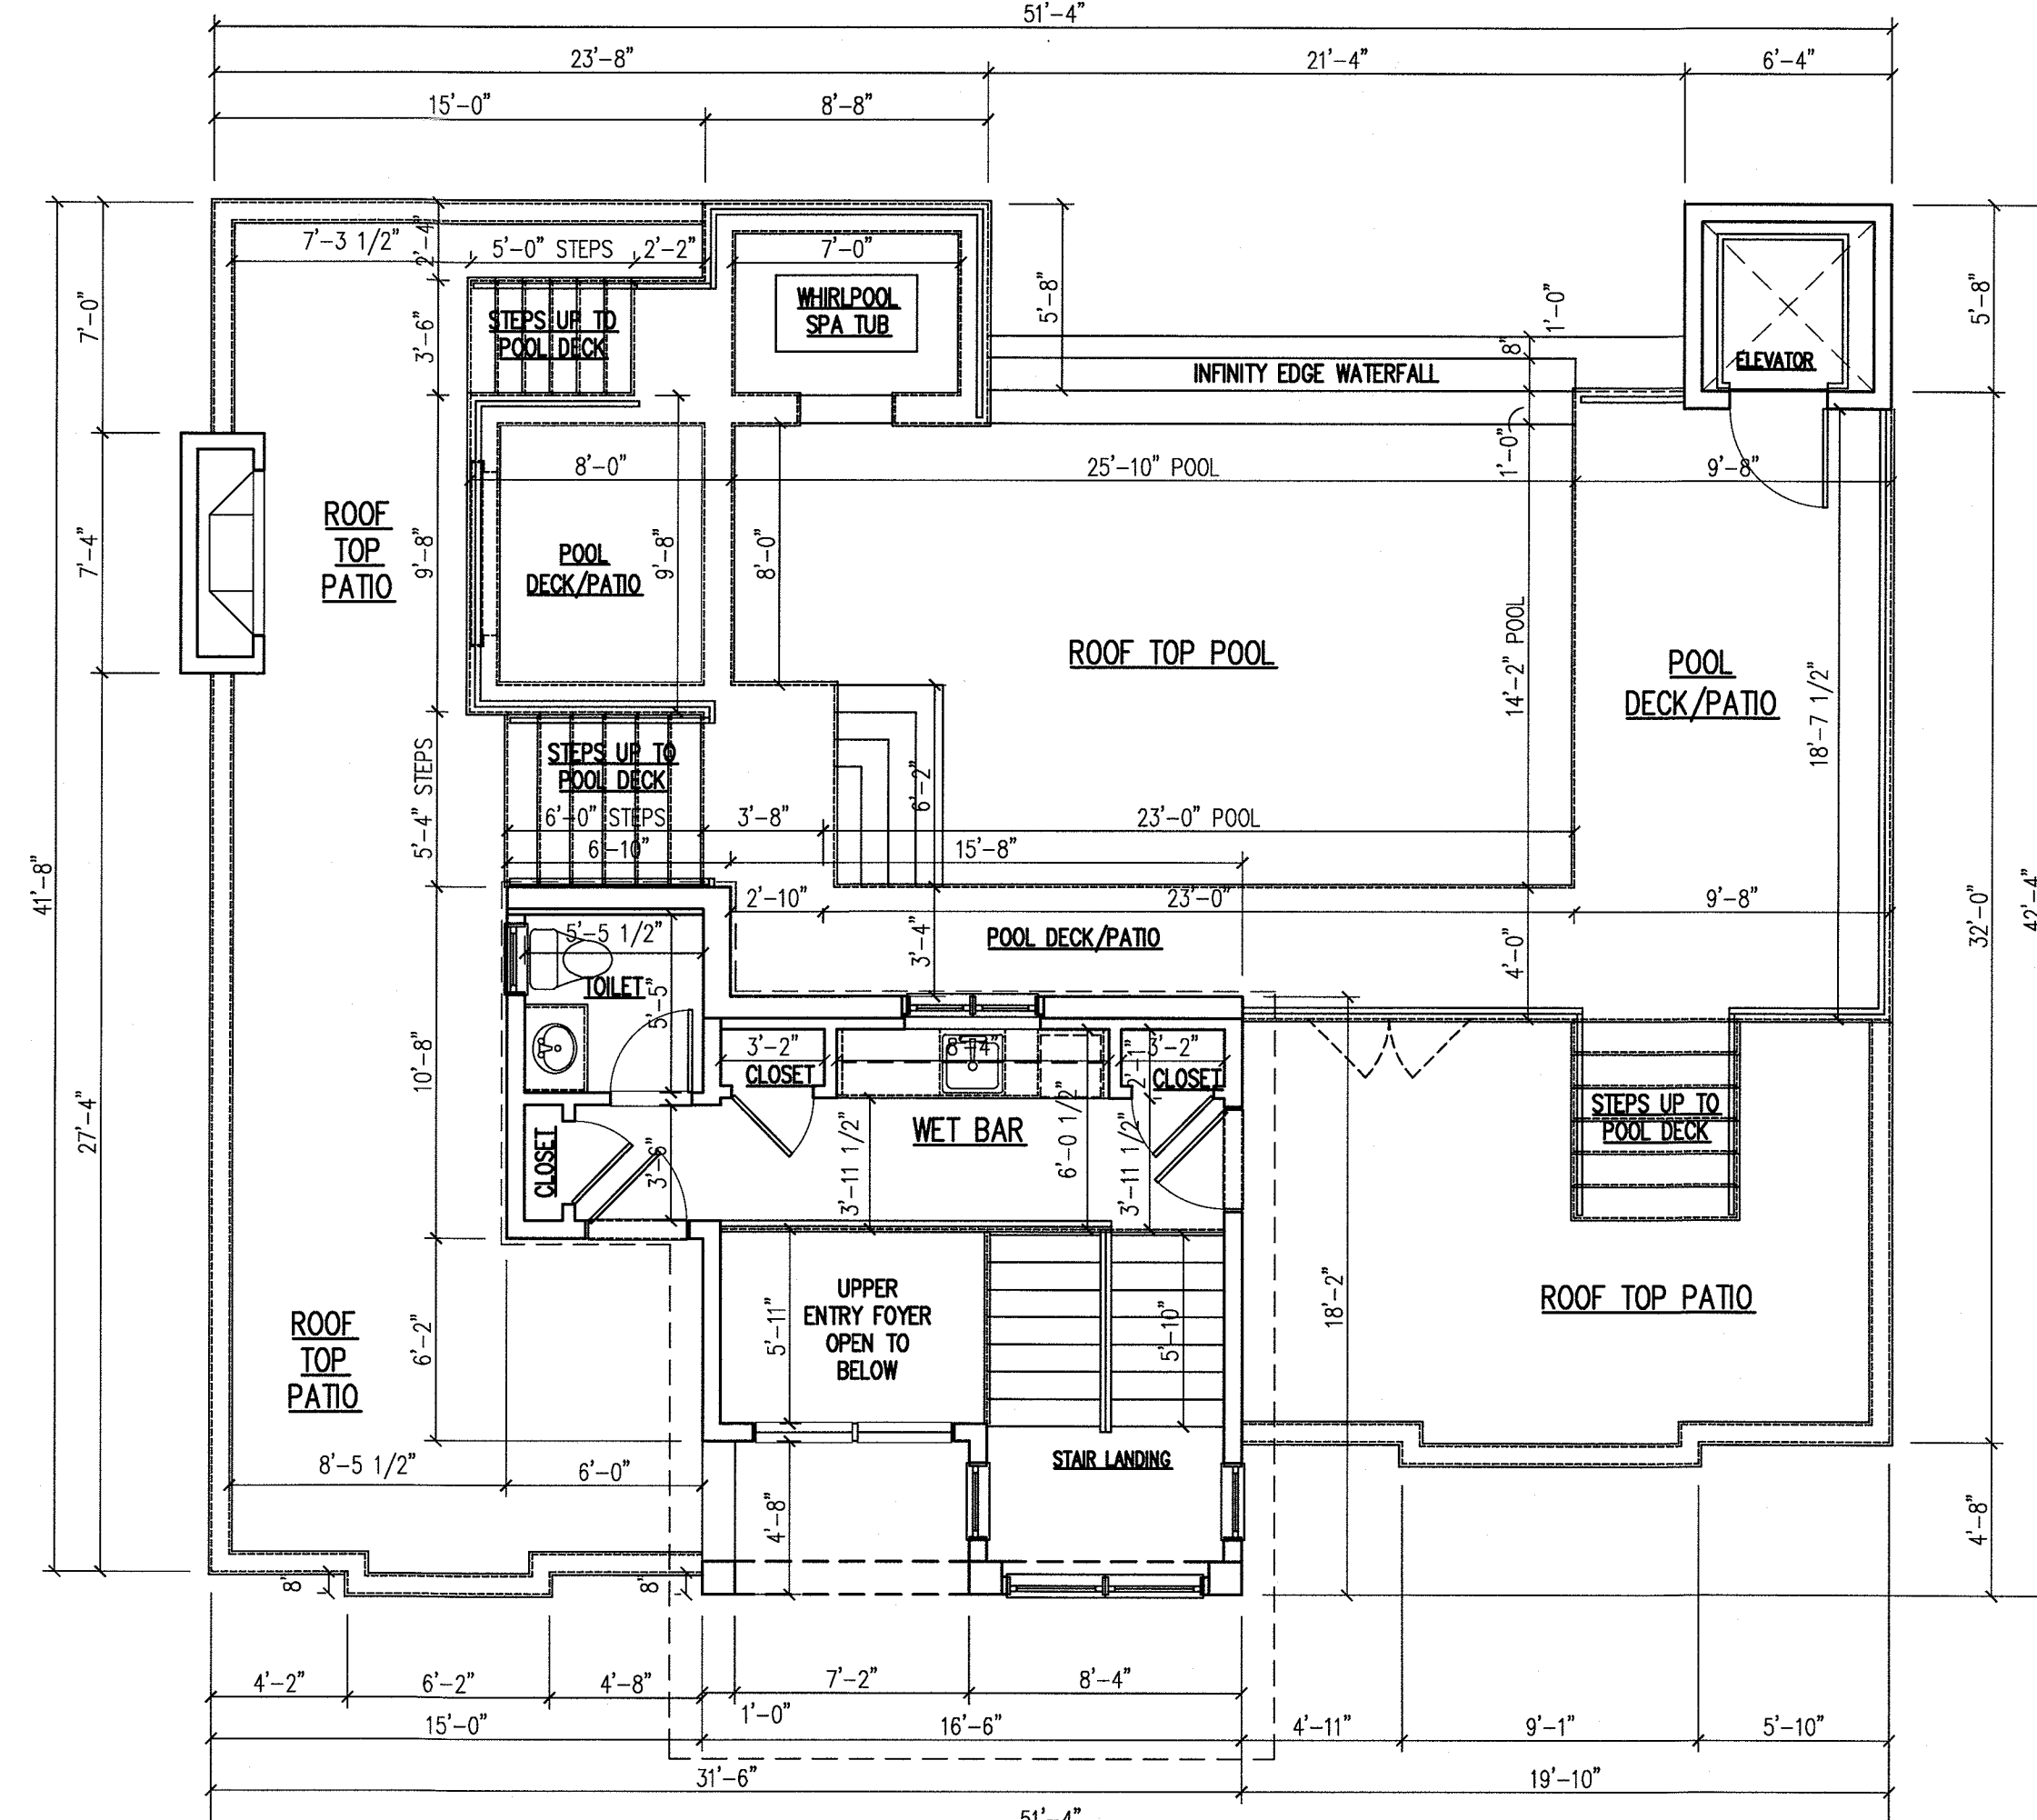 51'-4"
23'-8"
21'-4"
6'-4"
15'-0"
8'-8"
7'-3 1/2"
2'-4"
5'-0" STEPS
2'-2"
7'-0"
WHIRLPOOL
SPA TUB
5'-8"
1'-0"
8"
5'-8"
7'-0"
3'-6"
STEPS UP TO
POOL DECK
INFINITY EDGE WATERFALL
ELEVATOR
1'-0"
8'-0"
25'-10" POOL
9'-8"
ROOF
TOP
PATIO
7'-4"
9'-8"
POOL
DECK/PATIO
9'-8"
8'-0"
ROOF TOP POOL
14'-2" POOL
POOL
DECK/PATIO
18'-7 1/2"
5'-4" STEPS
STEPS UP TO
POOL DECK
6'-2"
6'-0" STEPS
3'-8"
23'-0" POOL
6'-10"
15'-8"
41'-8"
2'-10"
23'-0"
9'-8"
32'-0"
42'-4"
5'-5 1/2"
3'-4"
POOL DECK/PATIO
4'-0"
TOILET
5'-5"
10'-8"
27'-4"
3'-2"
CLOSET
8'-4"
2'-1"
3'-2"
CLOSET
STEPS UP TO
POOL DECK
CLOSET
3'-6"
WET BAR
3'-11 1/2"
6'-0 1/2"
3'-11 1/2"
ROOF TOP PATIO
18'-2"
UPPER
ENTRY FOYER
OPEN TO
BELOW
5'-11"
5'-10"
6'-2"
ROOF
TOP
PATIO
8'-5 1/2"
6'-0"
STAIR LANDING
4'-8"
4'-8"
8"
8"
4'-2"
6'-2"
4'-8"
7'-2"
8'-4"
1'-0"
15'-0"
16'-6"
4'-11"
9'-1"
5'-10"
31'-6"
19'-10"
51'-4"